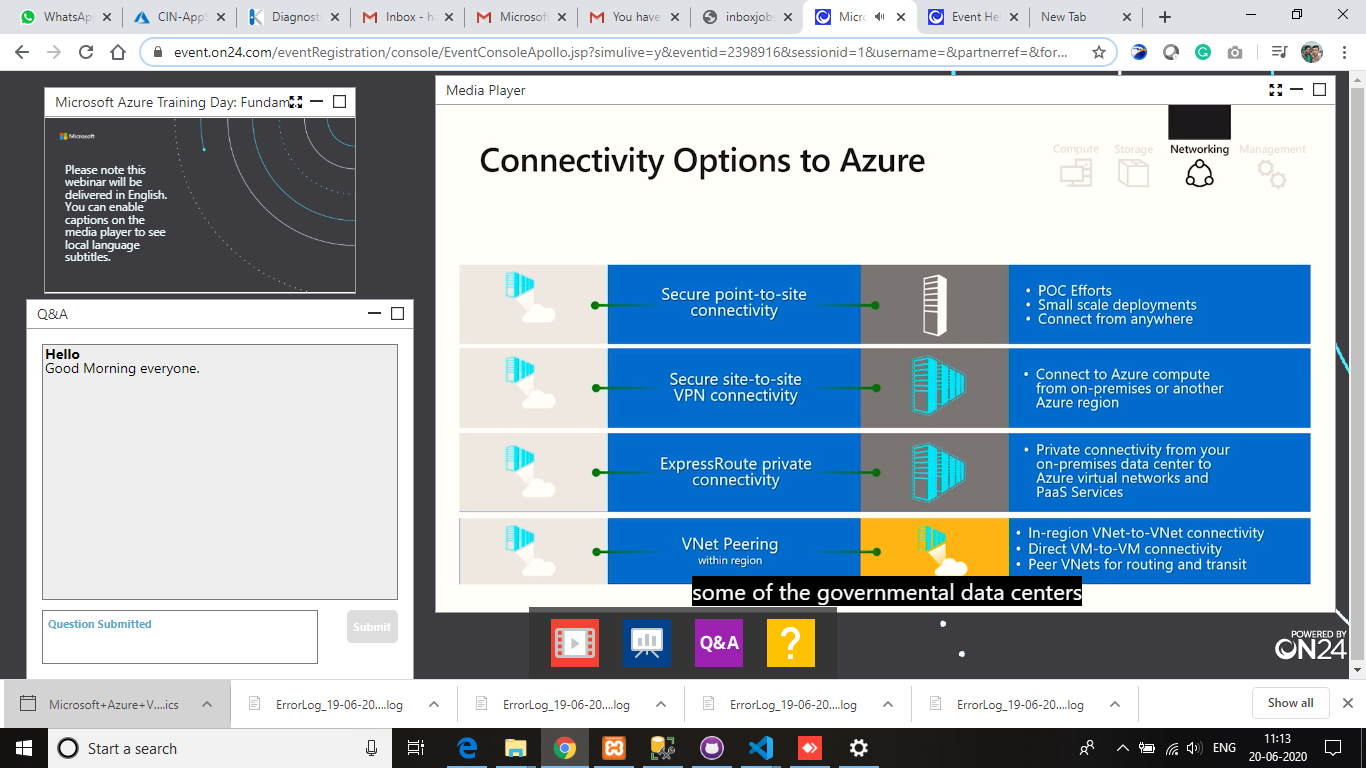 WhatsApp
CIN-AppS
Diagnost
Inbox - ha
Microsoft
You have
inboxjobs
Micro
Event Hel
New Tab
event.on24.com/eventRegistration/console/EventConsoleApollo.jsp?simulive=y&eventid=2398916&sessionid=1&username=&partnerref=&for...
Microsoft Azure Training Day: Fundam
Microsoft
Please note this
webinar will be
delivered in English.
You can enable
captions on the
media player to see
local language
subtitles.
Q&A
Hello
Good Morning everyone.
Question Submitted
Submit
Media Player
Connectivity Options to Azure
Compute
Storage
Networking
Management
Secure point-to-site
connectivity
• POC Efforts
• Small scale deployments
• Connect from anywhere
Secure site-to-site
VPN connectivity
• Connect to Azure compute
from on-premises or another
Azure region
ExpressRoute private
connectivity
• Private connectivity from your
on-premises data center to
Azure virtual networks and
PaaS Services
VNet Peering
within region
• In-region VNet-to-VNet connectivity
• Direct VM-to-VM connectivity
• Peer VNets for routing and transit
some of the governmental data centers
Q&A
?
POWERED BY
ON24
Microsoft+Azure+V....ics
ErrorLog_19-06-20....log
ErrorLog_19-06-20....log
ErrorLog_19-06-20....log
ErrorLog_19-06-20....log
Show all
Start a search
ENG
11:13
20-06-2020